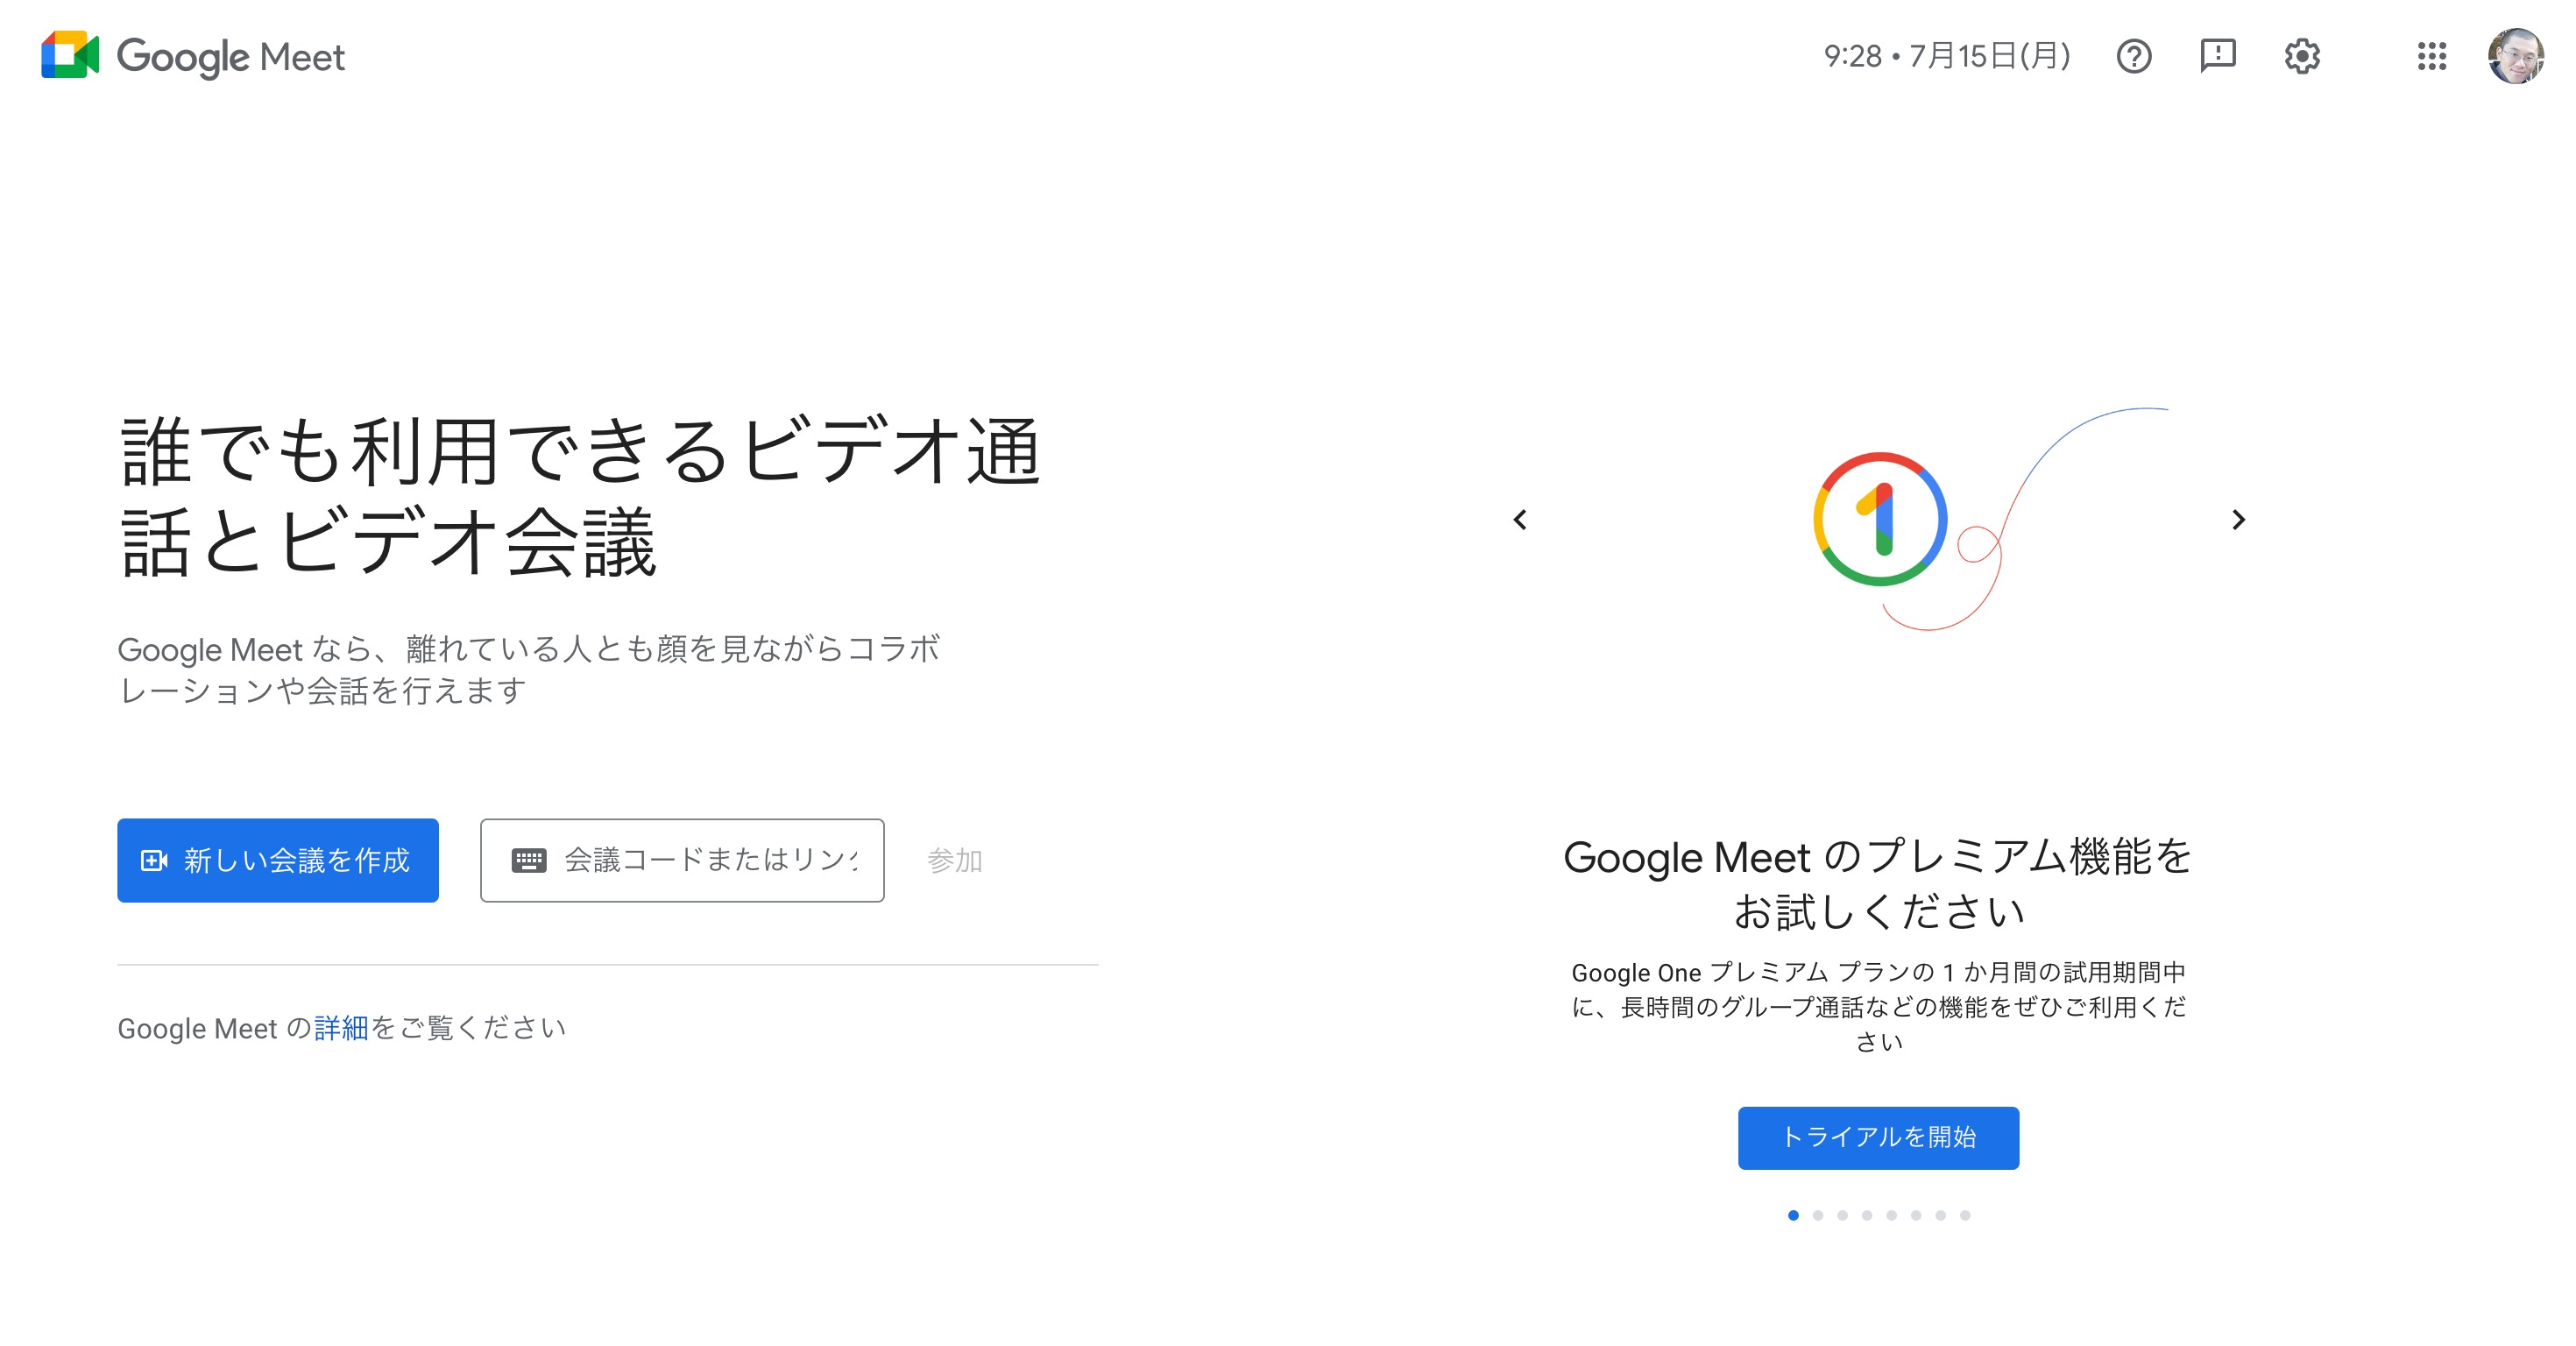 Google Meet
9:28 • 7月15日(月)
誰でも利用できるビデオ通
話とビデオ会議
Google Meet なら、離れている人とも顔を見ながらコラボ
レーションや会話を行えます
新しい会議を作成
会議コードまたはリンク
参加
Google Meet の詳細をご覧ください
Google Meet のプレミアム機能を
お試しください
Google One プレミアム プランの 1 か月間の試用期間中
に、長時間のグループ通話などの機能をぜひご利用くだ
さい
トライアルを開始